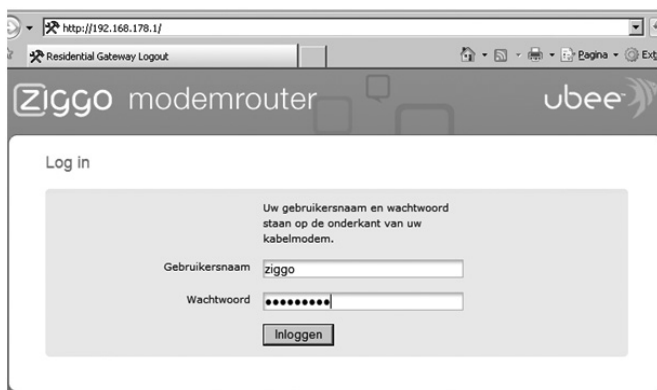 http://192.168.178.1/
Residential Gateway Logout
Pagina
Ext
ziggo modemrouter
ubee
Log in
Uw gebruikersnaam en wachtwoord
staan op de onderkant van uw
kabelmodem.
Gebruikersnaam ziggo
Wachtwoord ●●●●●●●●●
Inloggen